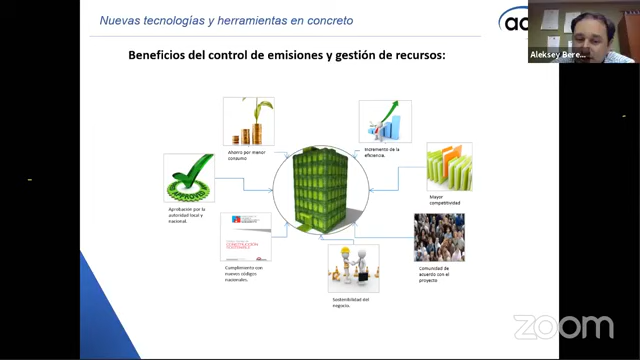 Nuevas tecnologías y herramientas en concreto
Aleksey Bere...
Beneficios del control de emisiones y gestión de recursos:
Ahorro por menor
consumo
Incremento de la
eficiencia.
Aprobación por la
autoridad local y
nacional.
Mayor
competitividad
CONSTRUCCIÓN
SUSTENTABLE
Cumplimiento con
nuevos códigos
nacionales.
Comunidad de
acuerdo con el
proyecto
Sostenibilidad del
negocio.
zoom